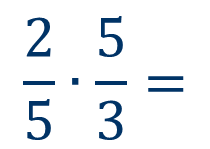 2/5 · 5/3 =